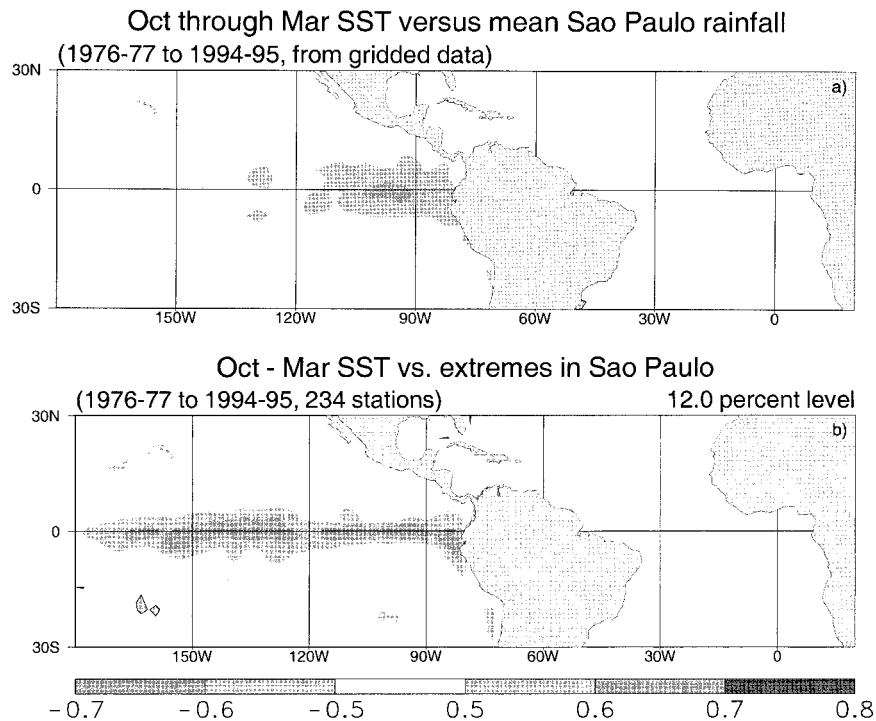 Oct through Mar SST versus mean Sao Paulo rainfall
(1976-77 to 1994-95, from gridded data)
30N
a)
0
30S
150W 120W 90W 60W 30W 0
Oct - Mar SST vs. extremes in Sao Paulo
(1976-77 to 1994-95, 234 stations) 12.0 percent level
30N
b)
0
30S
150W 120W 90W 60W 30W 0
-0.7 -0.6 -0.5 0.5 0.6 0.7 0.8